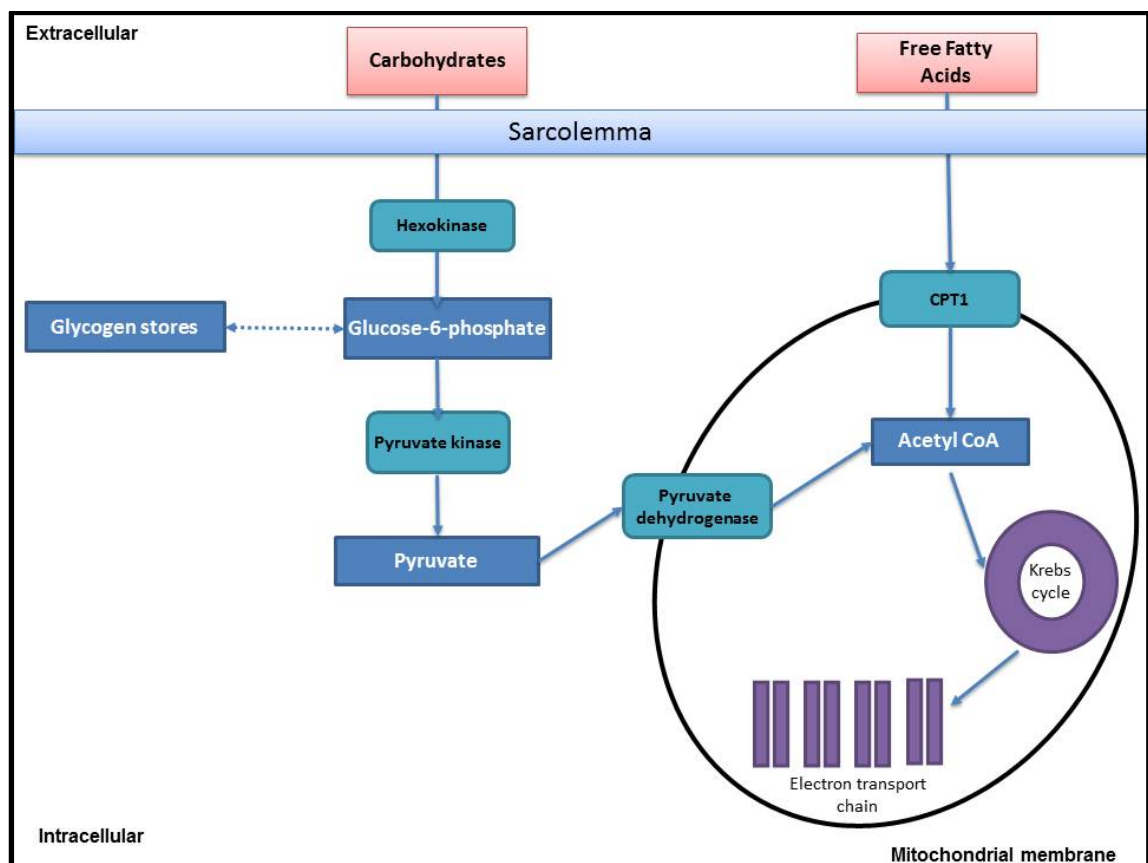 Extracellular
Carbohydrates
Free Fatty
Acids
Sarcolemma
Hexokinase
Glycogen stores
Glucose-6-phosphate
CPT1
Pyruvate kinase
Acetyl CoA
Pyruvate
dehydrogenase
Pyruvate
Krebs
cycle
Electron transport
chain
Intracellular
Mitochondrial membrane